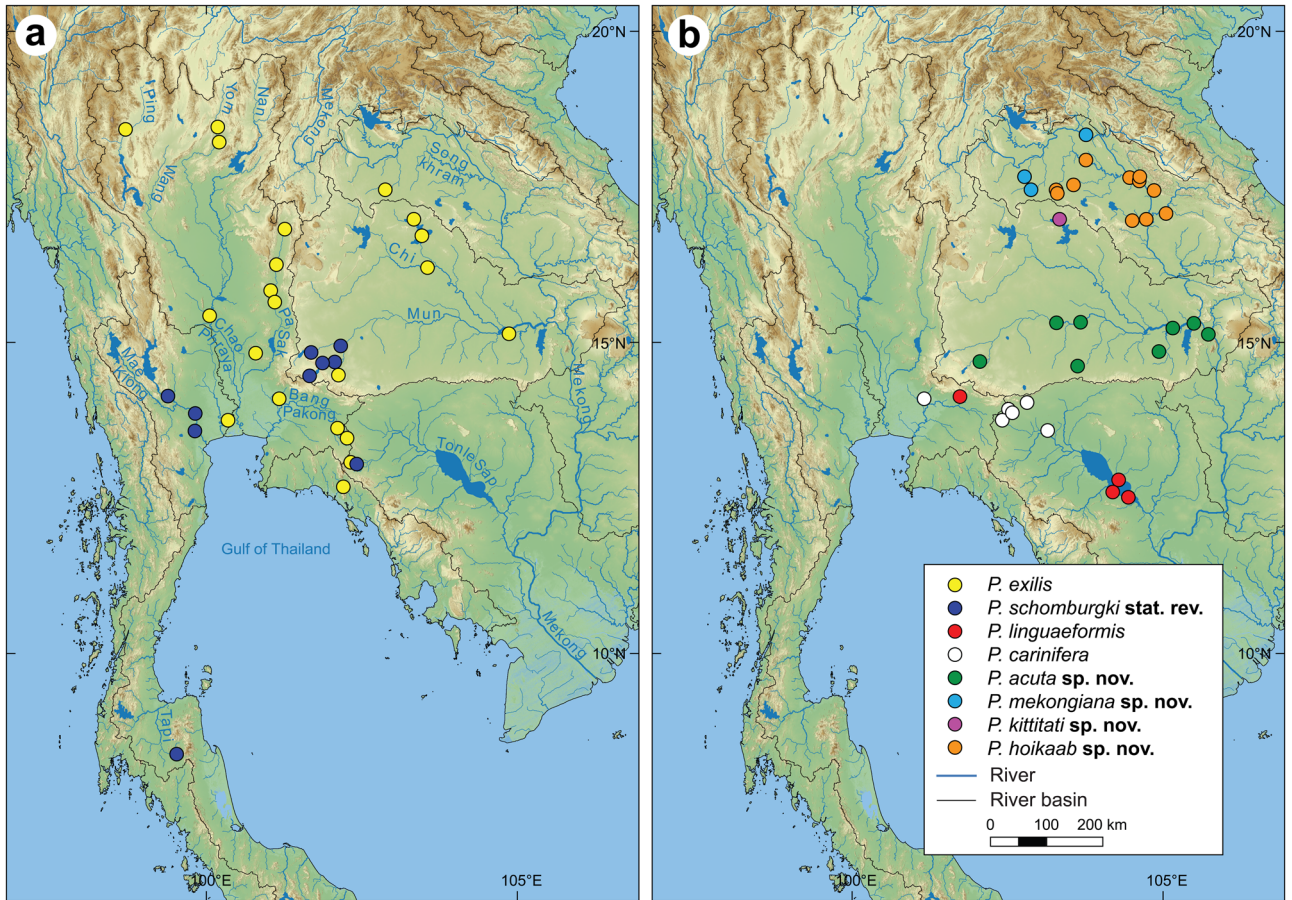 a
Ping
Yom
Nan
Mekong
Wang
Song
khram
Chi
Mun
Pa Sak
Chao
Phraya
Mae
Klong
Bang
Pakong
Mekong
Tonle Sap
Gulf of Thailand
Mekong
Tapi
20°N
15°N
10°N
100°E
105°E
b
20°N
15°N
10°N
P. exilis
P. schomburgki stat. rev.
P. linguaeformis
P. carinifera
P. acuta sp. nov.
P. mekongiana sp. nov.
P. kittitati sp. nov.
P. hoikaab sp. nov.
River
River basin
0 100 200 km
100°E
105°E